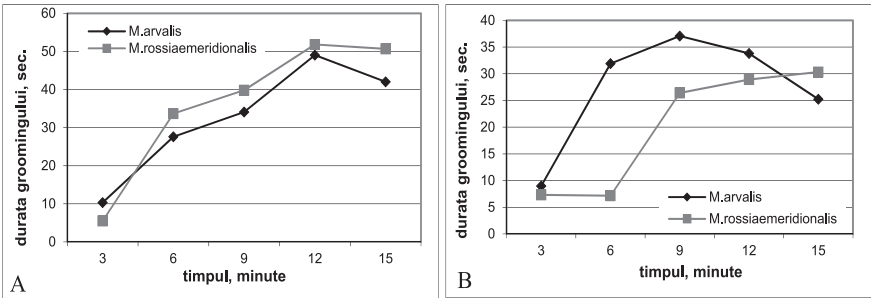 60
50
40
30
20
10
0
durata groomingului, sec.
M.arvalis
M.rossiaemeridionalis
3 6 9 12 15
timpul, minute
A
40
35
30
25
20
15
10
5
0
durata groomingului, sec.
M.arvalis
M.rossiaemeridionalis
3 6 9 12 15
timpul, minute
B